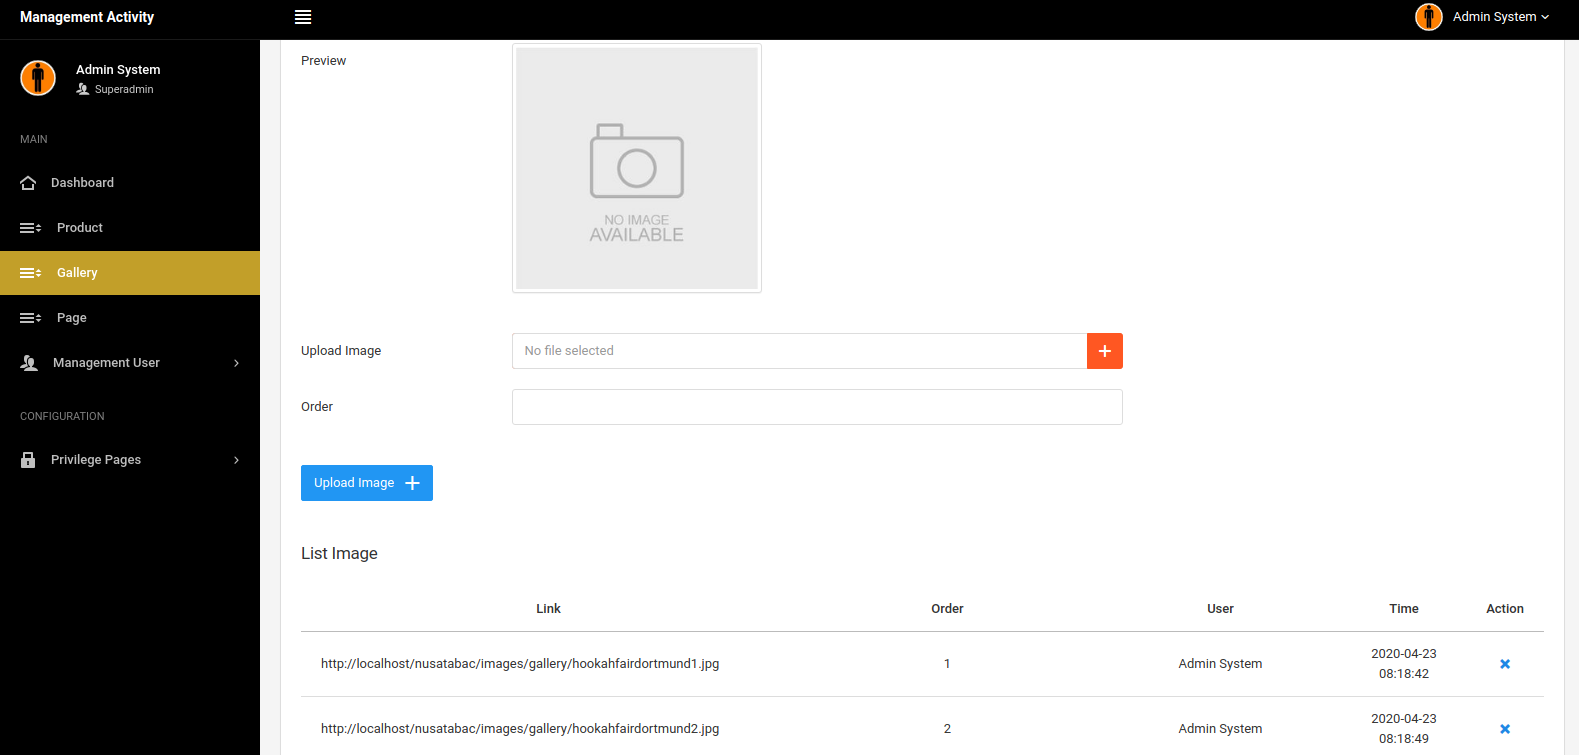 Management Activity
Admin System
Admin System
Superadmin
MAIN
Dashboard
Product
Gallery
Page
Management User
CONFIGURATION
Privilege Pages
Preview
NO IMAGE
AVAILABLE
Upload Image
No file selected
Order
Upload Image
List Image
Link Order User Time Action
http://localhost/nusatabac/images/gallery/hookahfairdortmund1.jpg 1 Admin System 2020-04-23
08:18:42
http://localhost/nusatabac/images/gallery/hookahfairdortmund2.jpg 2 Admin System 2020-04-23
08:18:49